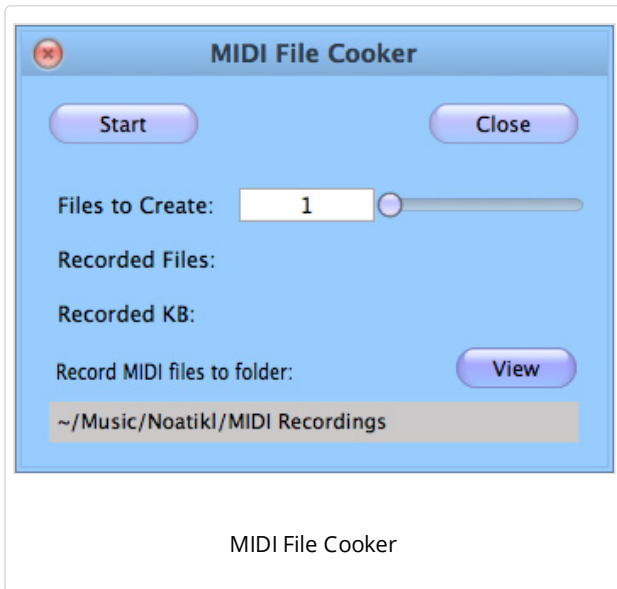 MIDI File Cooker
Start Close
Files to Create: 1
Recorded Files:
Recorded KB:
Record MIDI files to folder: View
~/Music/Noatikl/MIDI Recordings
MIDI File Cooker